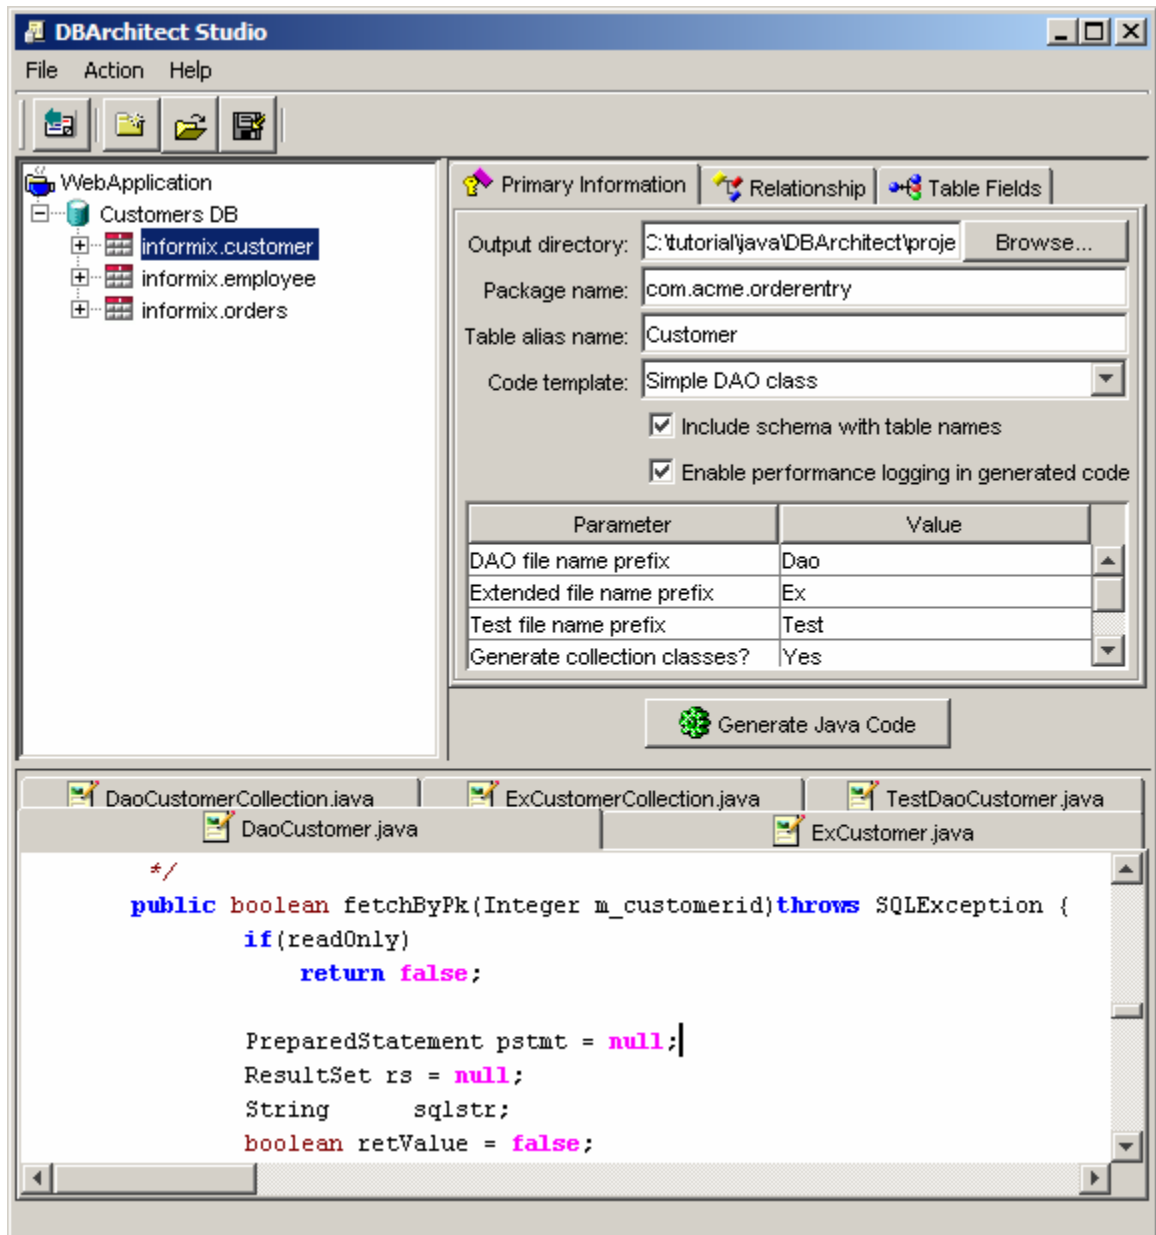 DBArchitect Studio
File Action Help
WebApplication
Customers DB
informix.customer
informix.employee
informix.orders
Primary Information
Relationship
Table Fields
Output directory: C:\tutorial\java\DBArchitect\proje Browse...
Package name: com.acme.orderentry
Table alias name: Customer
Code template: Simple DAO class
Include schema with table names
Enable performance logging in generated code
Parameter Value
DAO file name prefix Dao
Extended file name prefix Ex
Test file name prefix Test
Generate collection classes? Yes
Generate Java Code
DaoCustomerCollection.java ExCustomerCollection.java TestDaoCustomer.java
DaoCustomer.java ExCustomer.java
*/
public boolean fetchByPk(Integer m_customerid)throws SQLException {
if(readOnly)
return false;
PreparedStatement pstmt = null;
ResultSet rs = null;
String sqlstr;
boolean retValue = false;